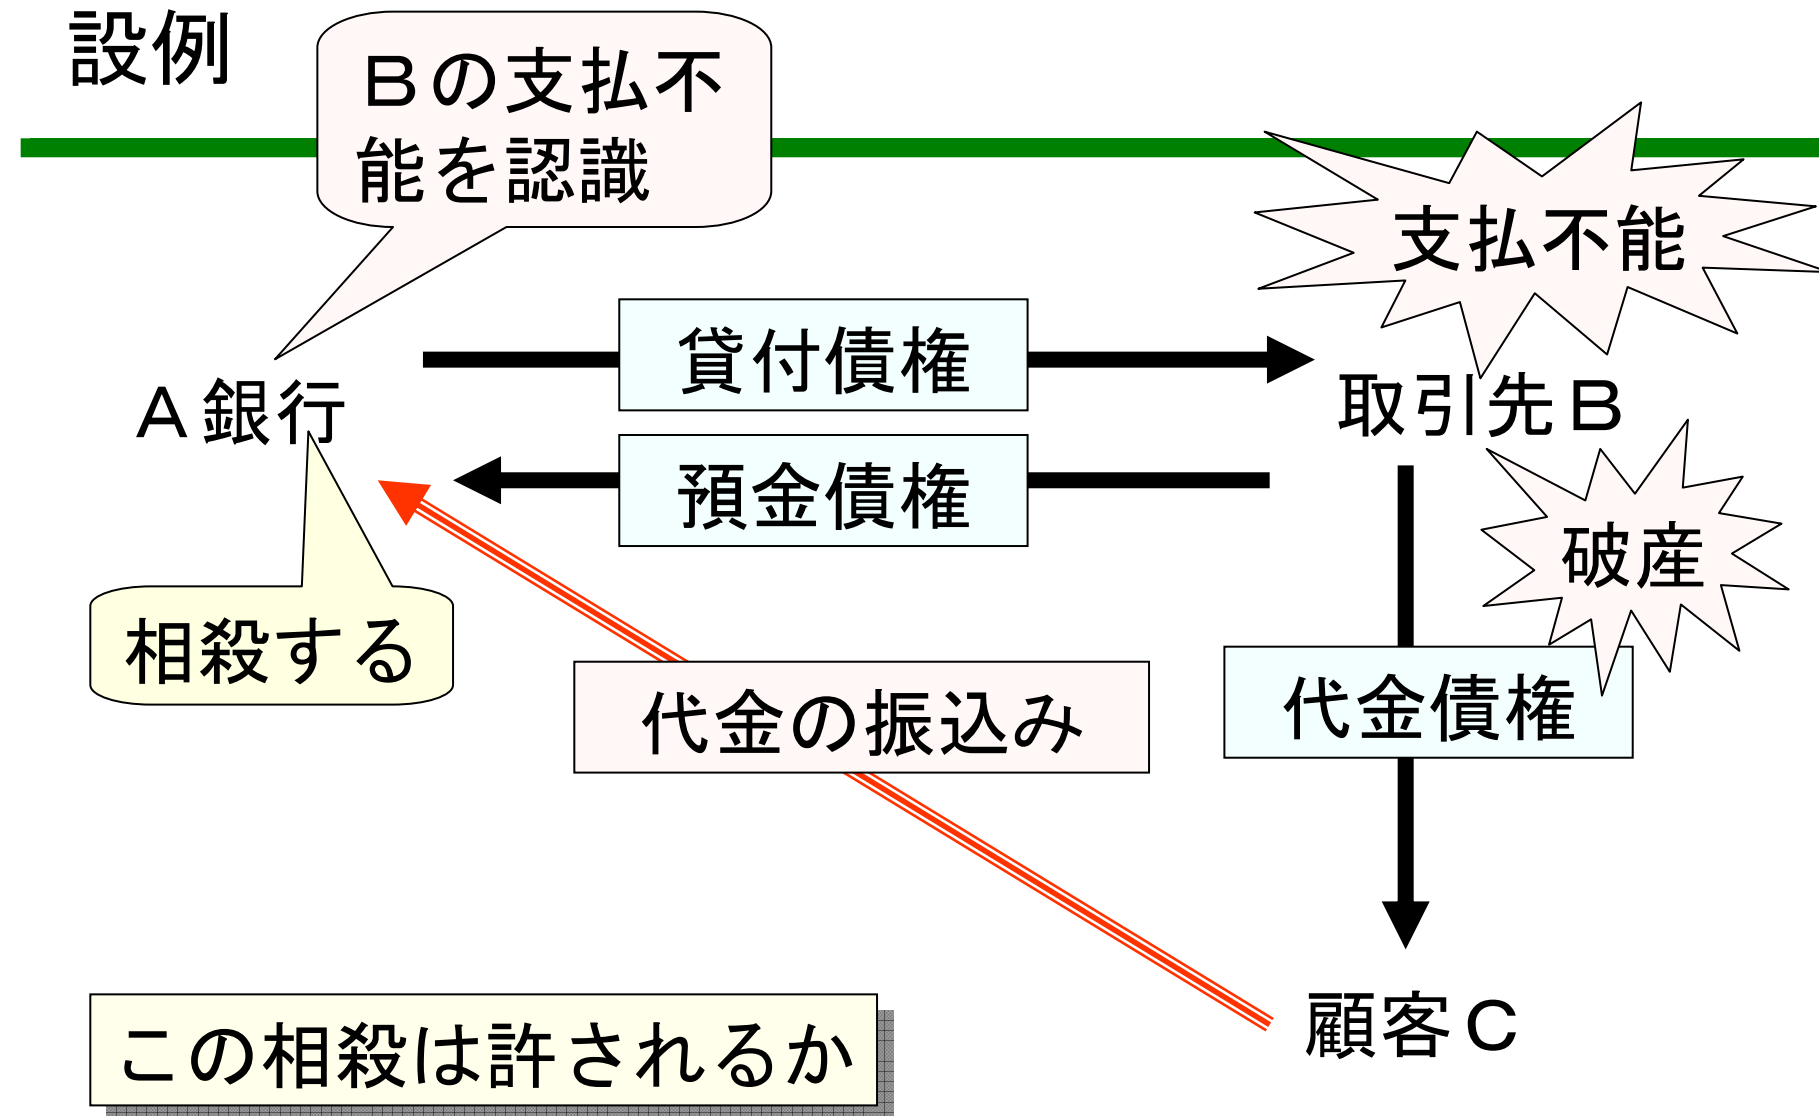 設例
Ｂの支払不
能を認識
支払不能
貸付債権
Ａ銀行
取引先Ｂ
預金債権
破産
相殺する
代金の振込み
代金債権
顧客Ｃ
この相殺は許されるか